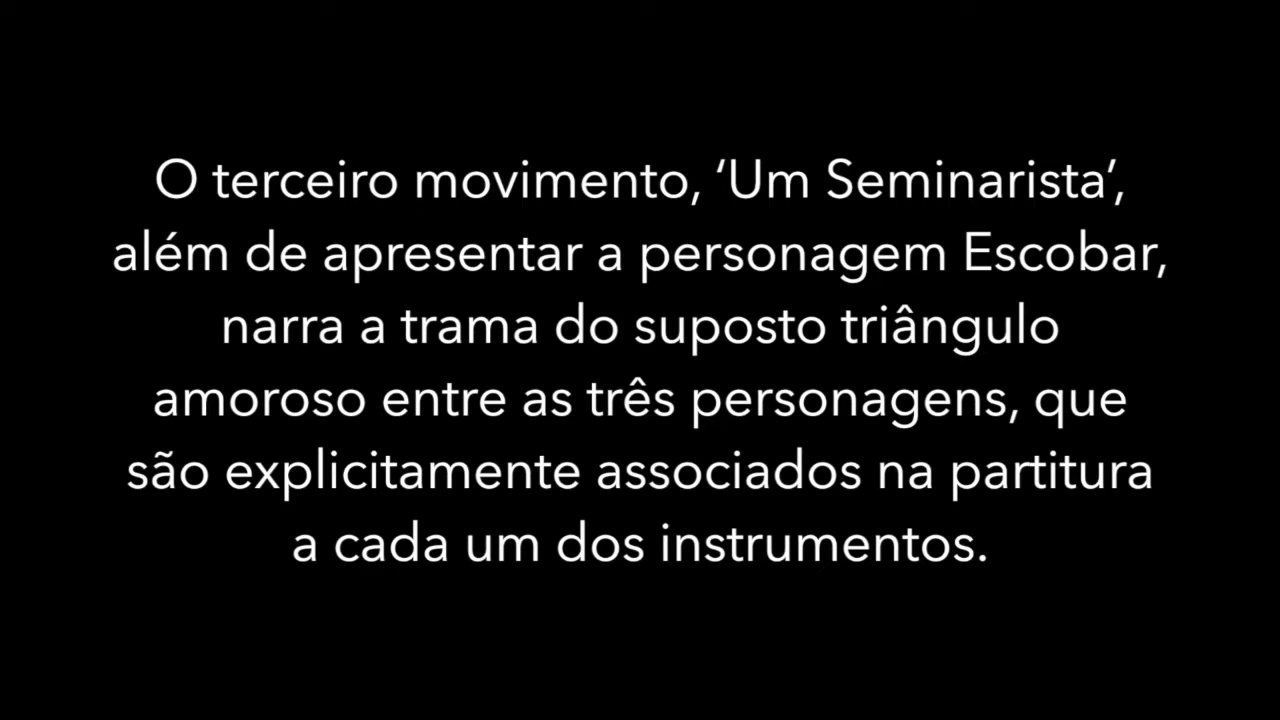 O terceiro movimento, ‘Um Seminarista’,
além de apresentar a personagem Escobar,
narra a trama do suposto triângulo
amoroso entre as três personagens, que
são explicitamente associados na partitura
a cada um dos instrumentos.